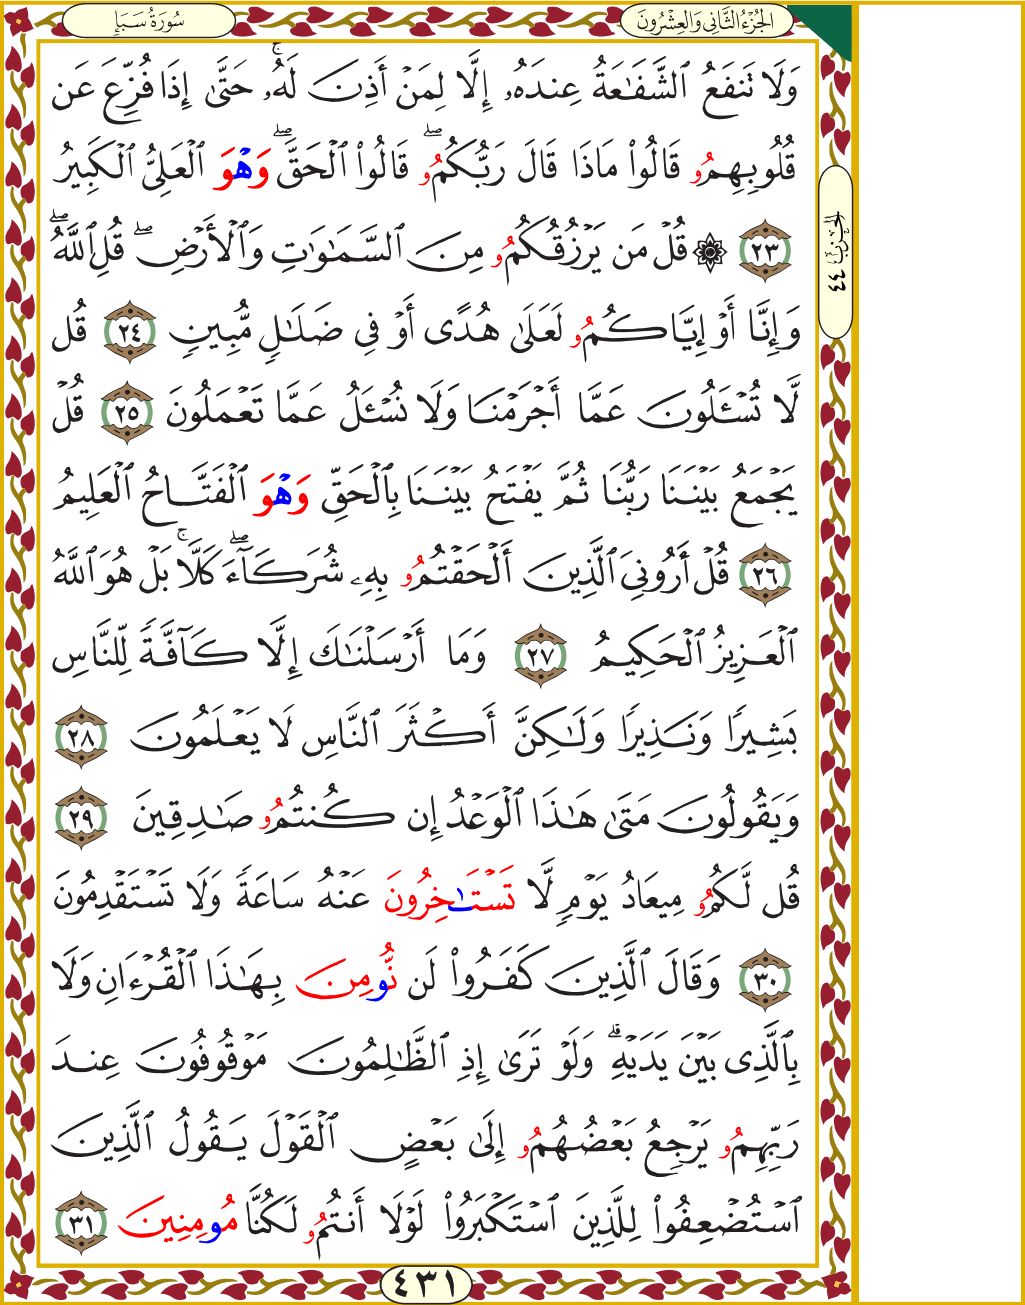 سُورَةُ سَبَإٖ
الجُزْءُ الثَّانِي وَالعِشْرُونَ
وَلَا تَنفَعُ ٱلشَّفَٰعَةُ عِندَهُۥٓ إِلَّا لِمَنۡ أَذِنَ لَهُۥۚ حَتَّىٰٓ إِذَا فُزِّعَ عَن
قُلُوبِهِمُۥ قَالُواْ مَاذَا قَالَ رَبُّكُمُۥۖ قَالُواْ ٱلۡحَقَّۖ وَهۡوَ ٱلۡعَلِيُّ ٱلۡكَبِيرُ
٢٣ ۞ قُلۡ مَن يَرۡزُقُكُمُۥ مِنَ ٱلسَّمَٰوَٰتِ وَٱلۡأَرۡضِۖ قُلِ ٱللَّهُۖ
وَإِنَّآ أَوۡ إِيَّاكُمُۥ لَعَلَىٰ هُدًى أَوۡ فِي ضَلَٰلٖ مُّبِينٖ ٢٤ قُل
لَّا تُسۡـَٔلُونَ عَمَّآ أَجۡرَمۡنَا وَلَا نُسۡـَٔلُ عَمَّا تَعۡمَلُونَ ٢٥ قُلۡ
يَجۡمَعُ بَيۡنَنَا رَبُّنَا ثُمَّ يَفۡتَحُ بَيۡنَنَا بِٱلۡحَقِّ وَهۡوَ ٱلۡفَتَّاحُ ٱلۡعَلِيمُ
٢٦ قُلۡ أَرُونِيَ ٱلَّذِينَ أَلۡحَقۡتُمُۥ بِهِۦ شُرَكَآءَۖ كَلَّاۚ بَلۡ هُوَ ٱللَّهُ
ٱلۡعَزِيزُ ٱلۡحَكِيمُ ٢٧ وَمَآ أَرۡسَلۡنَٰكَ إِلَّا كَآفَّةٗ لِّلنَّاسِ
بَشِيرٗا وَنَذِيرٗا وَلَٰكِنَّ أَكۡثَرَ ٱلنَّاسِ لَا يَعۡلَمُونَ ٢٨
وَيَقُولُونَ مَتَىٰ هَٰذَا ٱلۡوَعۡدُ إِن كُنتُمُۥ صَٰدِقِينَ ٢٩
قُل لَّكُمُۥ مِيعَادُ يَوۡمٖ لَّا تَسۡتَٰخِرُونَ عَنۡهُ سَاعَةٗ وَلَا تَسۡتَقۡدِمُونَ
٣٠ وَقَالَ ٱلَّذِينَ كَفَرُواْ لَن نُّومِنَ بِهَٰذَا ٱلۡقُرۡءَانِ وَلَا
بِٱلَّذِي بَيۡنَ يَدَيۡهِۗ وَلَوۡ تَرَىٰٓ إِذِ ٱلظَّٰلِمُونَ مَوۡقُوفُونَ عِندَ
رَبِّهِمُۥ يَرۡجِعُ بَعۡضُهُمُۥ إِلَىٰ بَعۡضٍ ٱلۡقَوۡلَ يَقُولُ ٱلَّذِينَ
ٱسۡتُضۡعِفُواْ لِلَّذِينَ ٱسۡتَكۡبَرُواْ لَوۡلَآ أَنتُمُۥ لَكُنَّا مُومِنِينَ ٣١
الحِزْبُ ٤٤
٤٣١